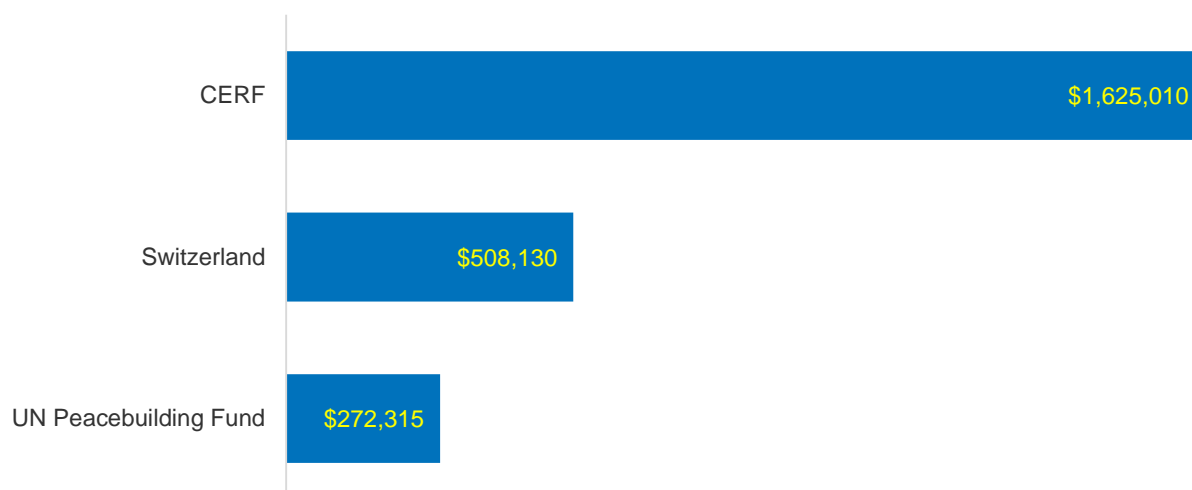 CERF
$1,625,010
Switzerland
$508,130
UN Peacebuilding Fund
$272,315